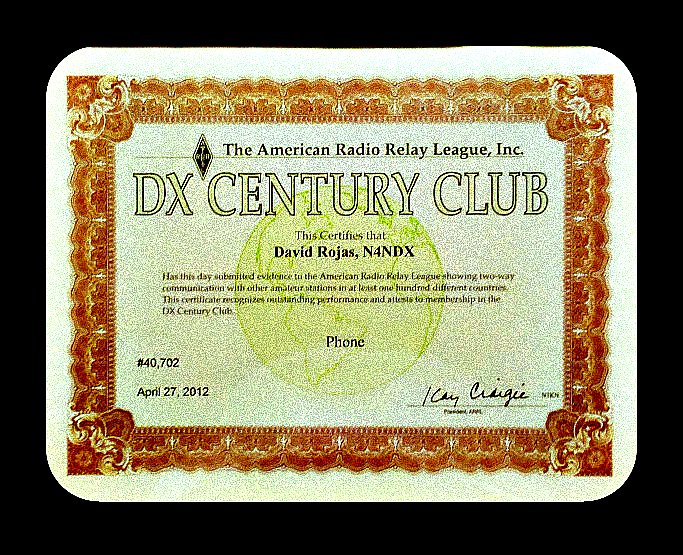 The American Radio Relay League, Inc.
DX CENTURY CLUB
This Certifies that
David Rojas, N4NDX
Has this day submitted evidence to the American Radio Relay League showing two-way
communication with other amateur stations in at least one hundred different countries.
This certificate recognizes outstanding performance and attests to membership in the
DX Century Club.
Phone
#40,702
April 27, 2012
Kay Craigie
President, ARRL